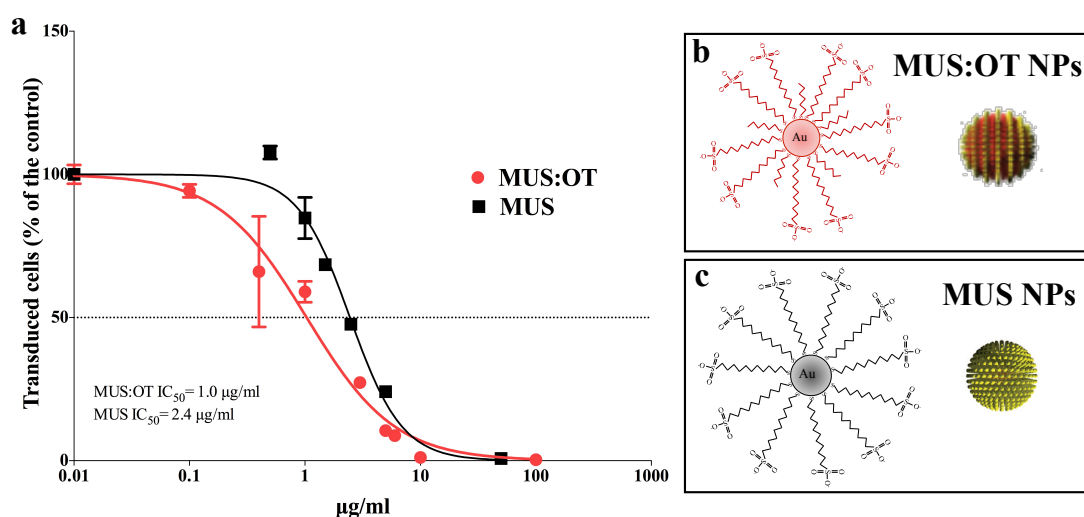 a
150
100
50
0
Transduced cells (% of the control)
MUS:OT
MUS
MUS:OT IC50= 1.0 µg/ml
MUS IC50= 2.4 µg/ml
0.01 0.1 1 10 100 1000
µg/ml
b
MUS:OT NPs
Au
c
MUS NPs
Au